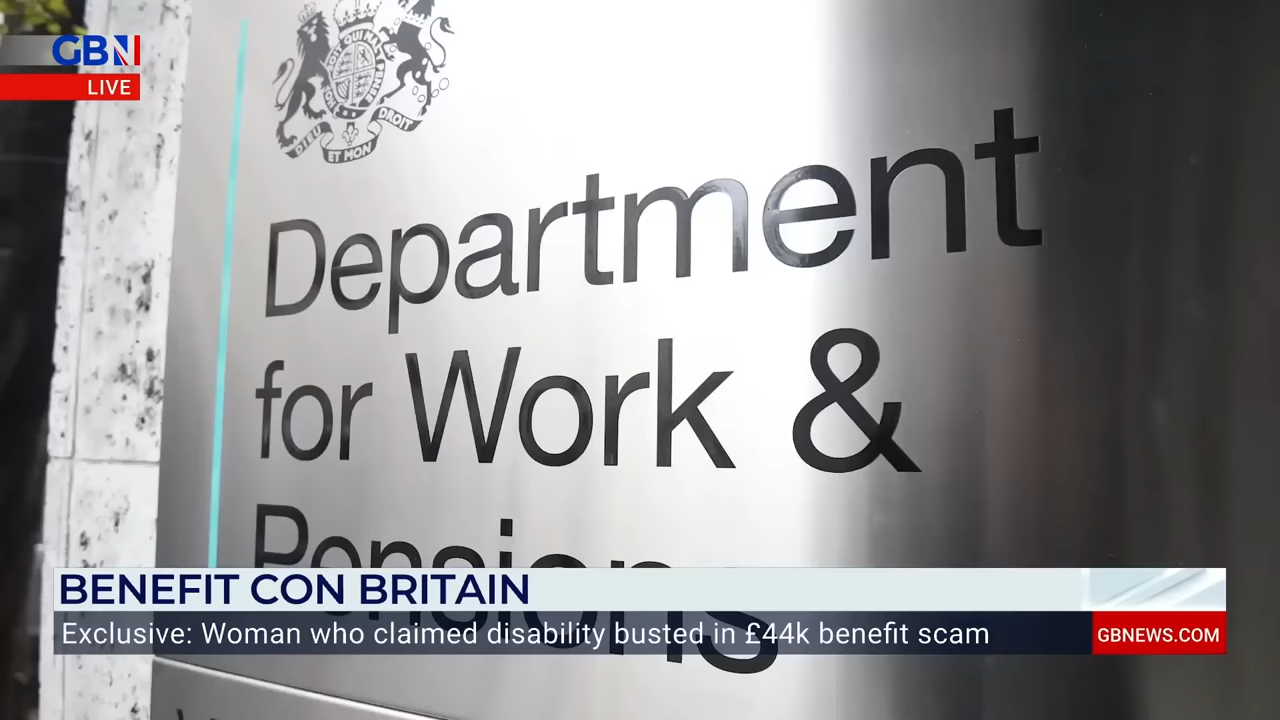 GBN
LIVE
DIEU ET MON DROIT
Department
for Work &
Pensions
BENEFIT CON BRITAIN
Exclusive: Woman who claimed disability busted in £44k benefit scam
GBNEWS.COM